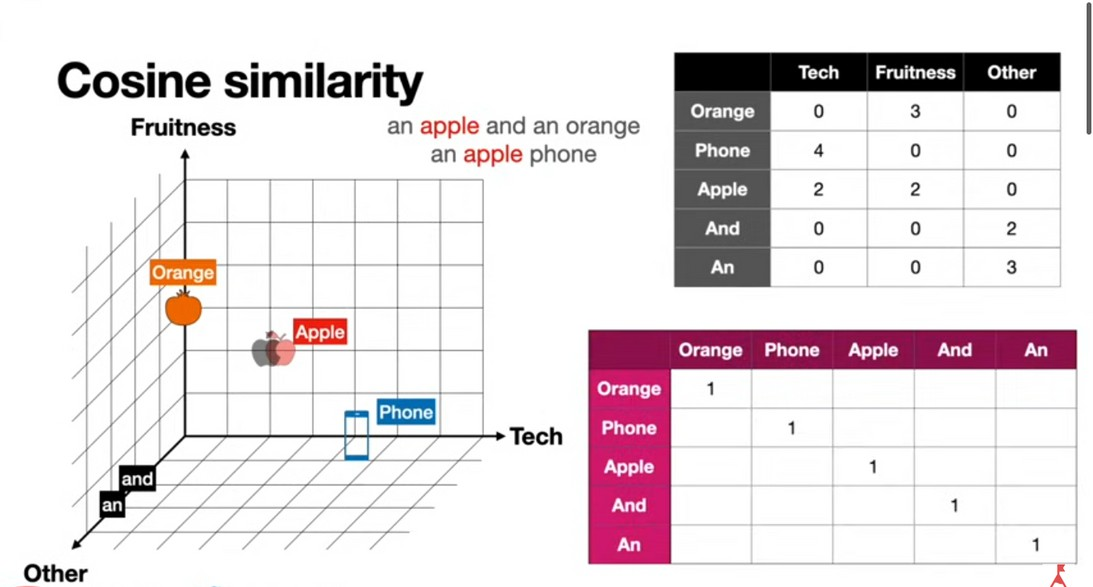 Cosine similarity
Fruitness
an apple and an orange
an apple phone
Orange
Apple
Phone
Tech
and
an
Other
Tech Fruitness Other
Orange 0 3 0
Phone 4 0 0
Apple 2 2 0
And 0 0 2
An 0 0 3
Orange Phone Apple And An
Orange 1
Phone 1
Apple 1
And 1
An 1